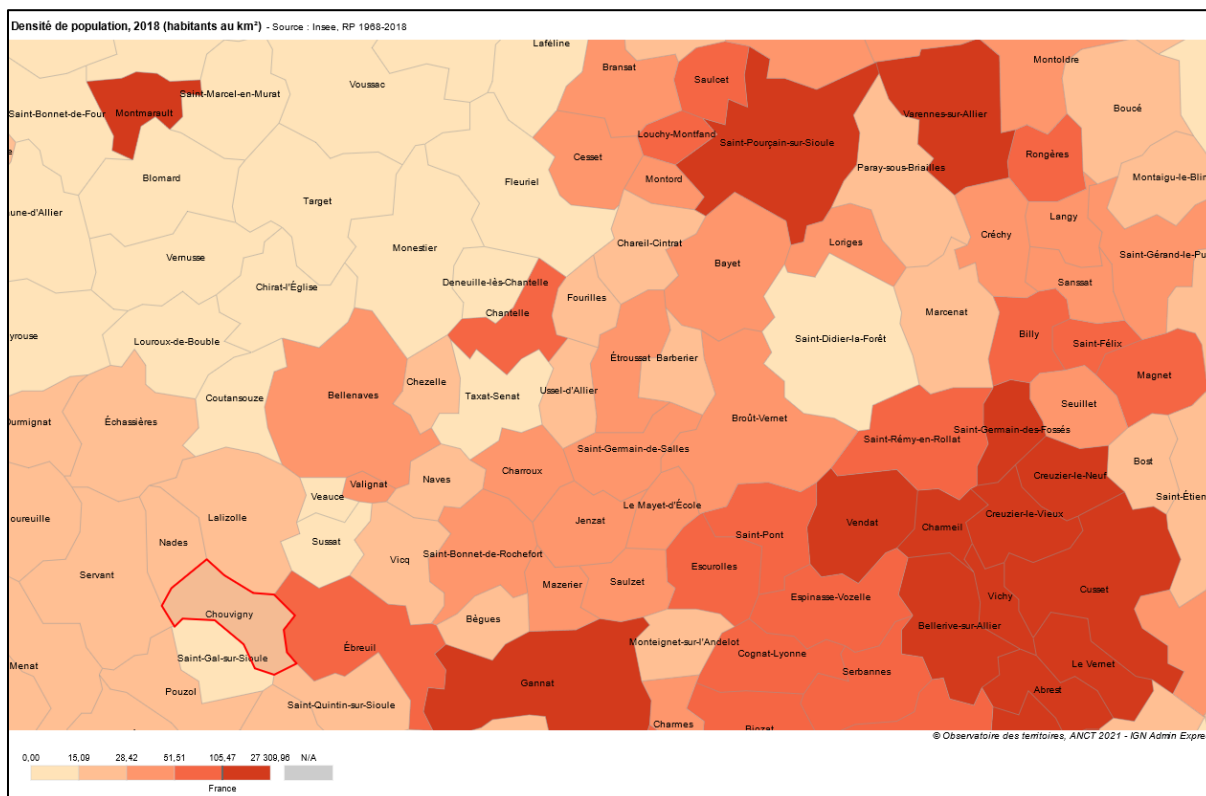 Densité de population, 2018 (habitants au km²) - Source : Insee, RP 1968-2018
Laféline
Bransat
Montoldre
Saulcet
Voussac
Saint-Marcel-en-Murat
Boucé
Saint-Bonnet-de-Four
Montmarault
Varennes-sur-Allier
Louchy-Montfand
Saint-Pourçain-sur-Sioule
Cesset
Rongères
Paray-sous-Briailles
Blomard
Fleuriel
Montord
Montaigu-le-Blin
Target
aune-d'Allier
Langy
Créchy
Chareil-Cintrat
Loriges
Monestier
Vernusse
Bayet
Saint-Gérand-le-Pu
Deneuille-lès-Chantelle
Sanssat
Chirat-l'Église
Fourilles
Chantelle
Marcenat
yrouse
Louroux-de-Bouble
Saint-Didier-la-Forêt
Billy
Saint-Félix
Étroussat
Barberier
Magnet
Chezelle
Ussel-d'Allier
Coutansouze
Bellenaves
Taxat-Senat
Seuillet
Durmignat
Échassières
Broût-Vernet
Saint-Germain-des-Fossés
Saint-Rémy-en-Rollat
Saint-Germain-de-Salles
Bost
Charroux
Creuzier-le-Neuf
Valignat
Naves
Veauce
Saint-Étien
Le Mayet-d'École
Creuzier-le-Vieux
oureuille
Lalizolle
Jenzat
Vendat
Charmeil
Saint-Pont
Nades
Sussat
Saint-Bonnet-de-Rochefort
Vicq
Escurolles
Servant
Mazerier
Saulzet
Cusset
Espinasse-Vozelle
Vichy
Chouvigny
Bègues
Bellerive-sur-Allier
Monteignet-sur-l'Andelot
Ébreuil
Cognat-Lyonne
Saint-Gal-sur-Sioule
Menat
Le Vernet
Serbannes
Gannat
Pouzol
Abrest
Saint-Quintin-sur-Sioule
Charmes
Biozat
© Observatoire des territoires, ANCT 2021 - IGN Admin Expre
0,00 15,09 28,42 51,51 105,47 27 309,96 N/A
France